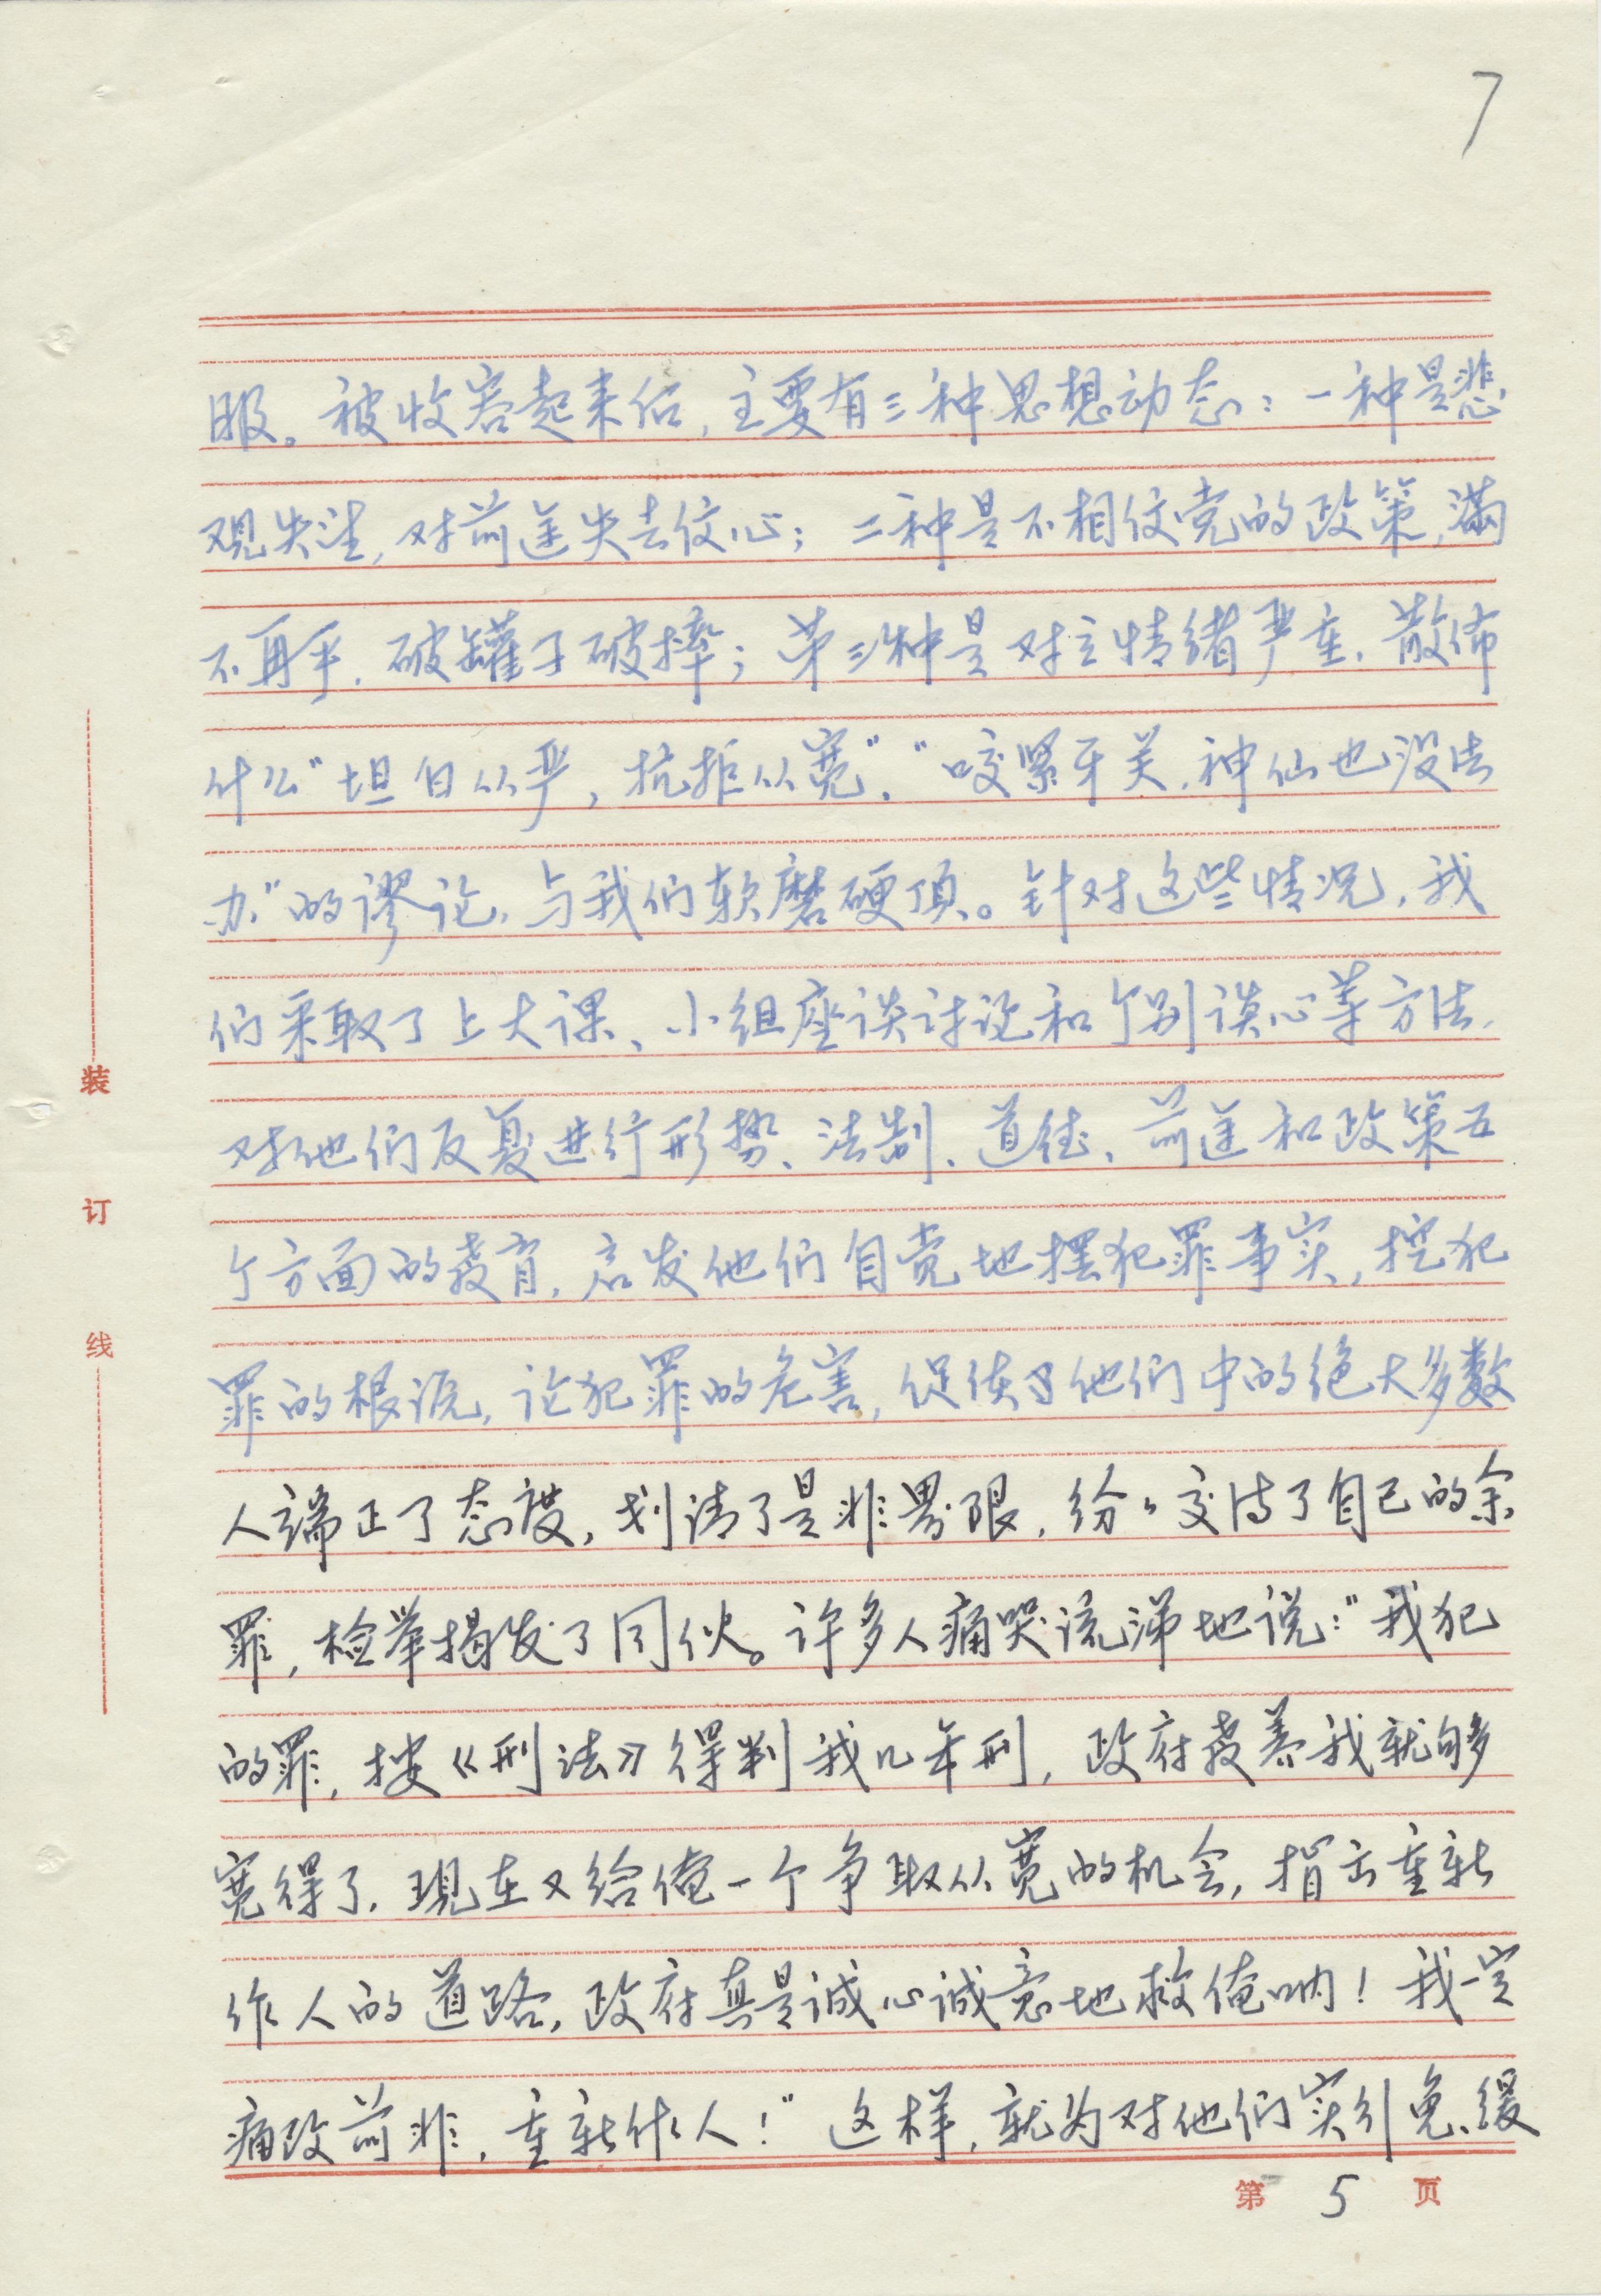 7
服。被收容起来后，主要有三种思想动态：一种是悲
观失望，对前途失去信心；二种是不相信党的政策，满
不再乎，破罐子破摔；第三种是对立情绪严重，散佈
什么“坦白从严，抗拒从宽”，“咬紧牙关，神仙也没法
办”的谬论，与我们软磨硬顶。针对这些情况，我
们采取了上大课、小组座谈讨论和个别谈心等方法，
对他们反复进行形势、法制、道德、前途和政策五
个方面的教育，启发他们自觉地摆犯罪事实，挖犯
罪的根源，论犯罪的危害，促使了他们中的绝大多数
人端正了态度，划清了是非界限，纷々交待了自己的余
罪，检举揭发了同伙。许多人痛哭流涕地说：“我犯
的罪，按《刑法》得判我几年刑，政府教养我就够
宽得了，现在又给俺一个争取从宽的机会，指出重新
作人的道路，政府真是诚心诚意地救俺呐！我一定
痛改前非，重新作人！”这样，就为对他们实行免、缓
装
订
线
第 5 页